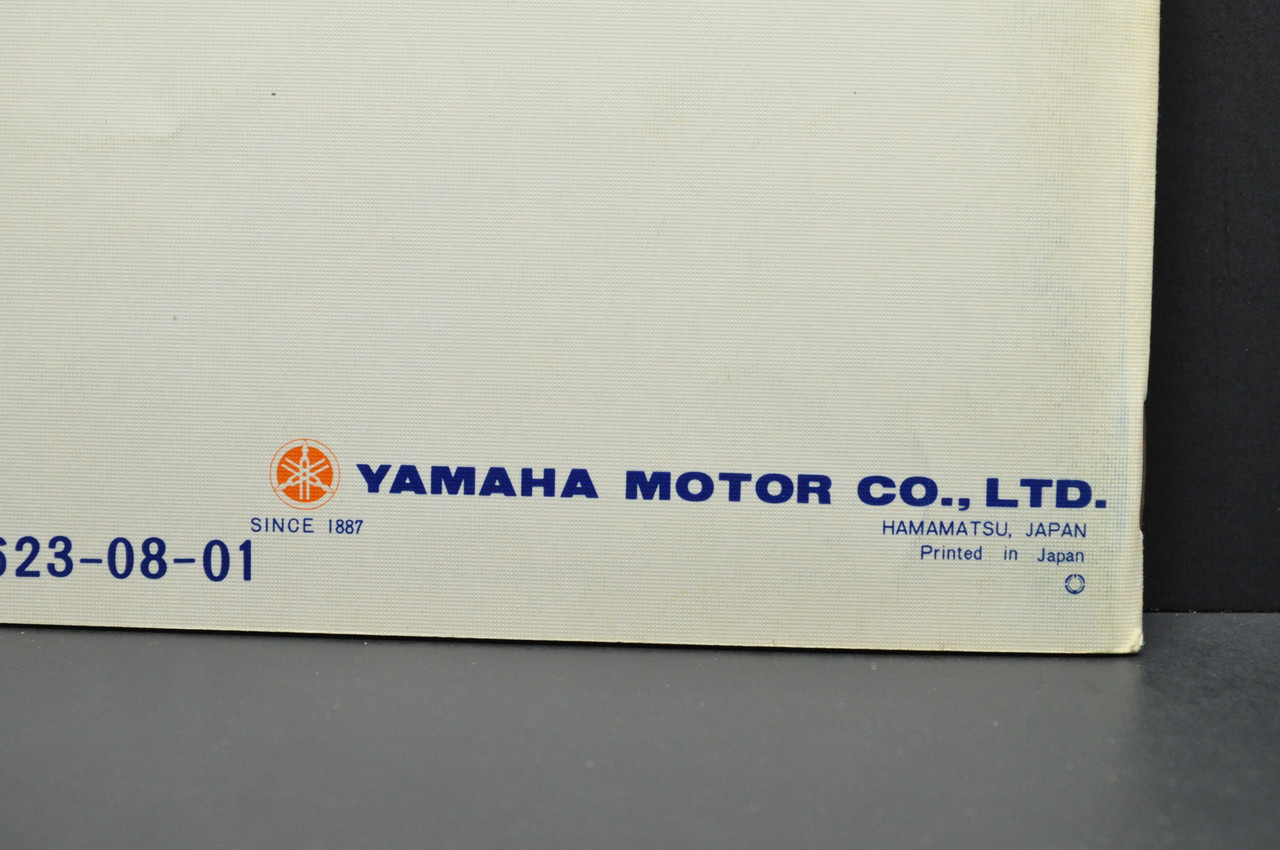 YAMAHA MOTOR CO., LTD.
SINCE 1887
HAMAMATSU, JAPAN
Printed in Japan
623-08-01